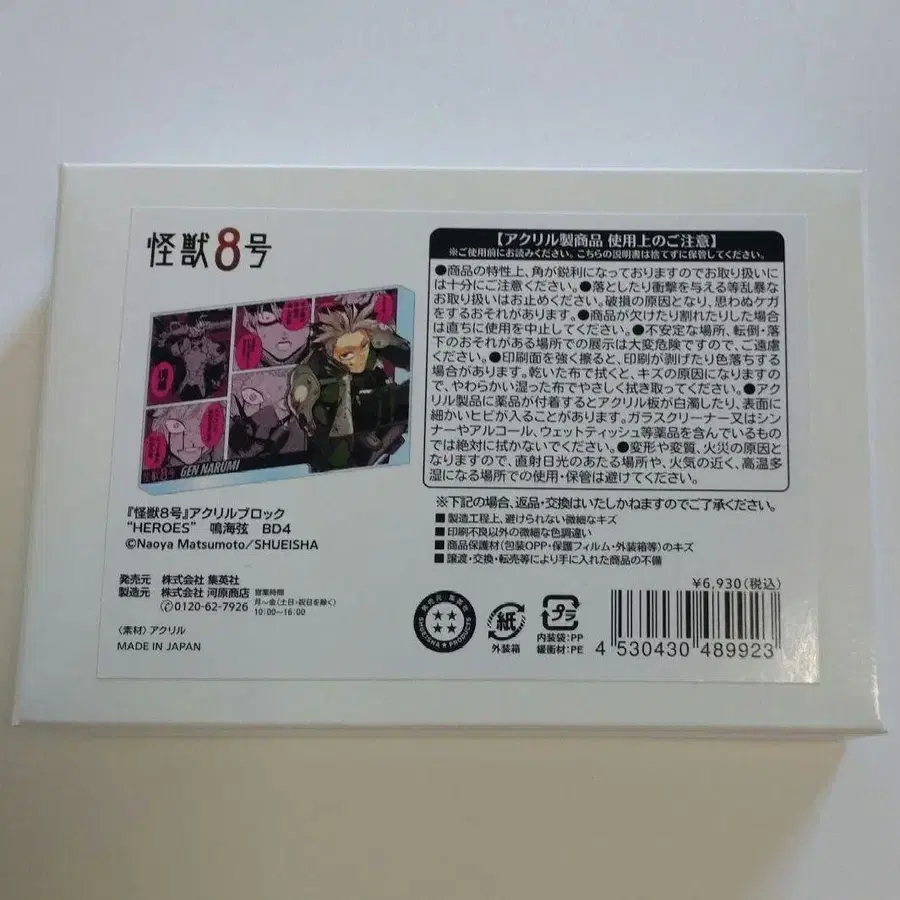 怪獣8号
GEN NARUMI
怪獣8号
『怪獣8号』アクリルブロック
“HEROES” 鳴海弦 BD4
©Naoya Matsumoto/SHUEISHA
発売元 株式会社 集英社
製造元 株式会社 河原商店
0120-62-7926
営業時間
月～金(土日・祝日を除く)
10:00～16:00
〈素材〉アクリル
MADE IN JAPAN
【アクリル製商品 使用上のご注意】
※ご使用前にお読みください。こちらの説明書は捨てずに保管してください。
●商品の特性上、角が鋭利になっておりますのでお取り扱いに
は十分にご注意ください。●落としたり衝撃を与える等乱暴な
お取り扱いはお止めください。破損の原因となり、思わぬケガ
をするおそれがあります。●商品が欠けたり割れたりした場合
は直ちに使用を中止してください。●不安定な場所、転倒・落
下のおそれがある場所での展示は大変危険ですので、ご遠慮
ください。●印刷面を強く擦ると、印刷が剥げたり色落ちする
場合があります。乾いた布で拭くと、キズの原因になりますの
で、やわらかい湿った布でやさしく拭き取ってください。●アク
リル製品に薬品が付着するとアクリル板が白濁したり、表面に
細かいヒビが入ることがあります。ガラスクリーナー又はシン
ナーやアルコール、ウェットティッシュ等薬品を含んでいるもの
では絶対に拭かないでください。●変形や変質、火災の原因と
なりますので、直射日光のあたる場所や、火気の近く、高温多
湿になる場所での使用・保管は避けてください。
※下記の場合、返品・交換はいたしかねますのでご了承ください。
■製造工程上、避けられない微細なキズ
■印刷不良以外の微細な色調違い
■商品保護材(包装OPP・保護フィルム・外装箱等)のキズ
■譲渡・交換・転売等により手に入れた商品の不備
¥6,930(税込)
発売元・集英社
SHUEISHA PRODUCTS
紙
外装箱
プラ
内装袋:PP
緩衝材:PE
4 530430 489923